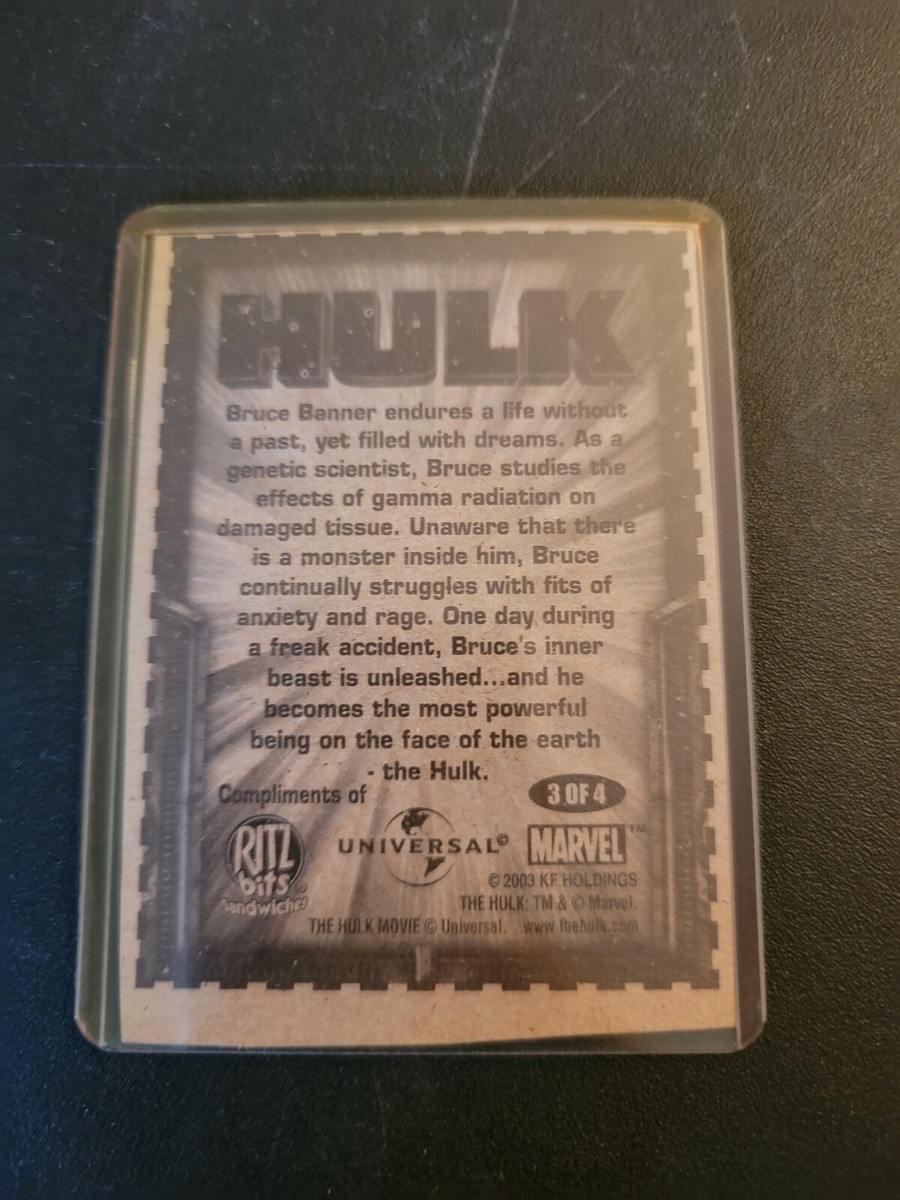 HULK
Bruce Banner endures a life without
a past, yet filled with dreams. As a
genetic scientist, Bruce studies the
effects of gamma radiation on
damaged tissue. Unaware that there
is a monster inside him, Bruce
continually struggles with fits of
anxiety and rage. One day during
a freak accident, Bruce's inner
beast is unleashed...and he
becomes the most powerful
being on the face of the earth
- the Hulk.
Compliments of
3 OF 4
RITZ
bits®
Sandwiches
UNIVERSAL©
MARVEL™
© 2003 KF HOLDINGS
THE HULK: TM & © Marvel.
THE HULK MOVIE © Universal. www.thehulk.com